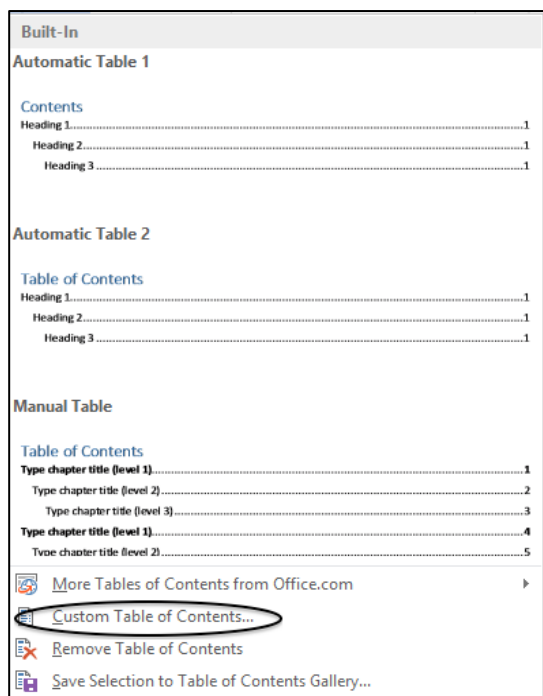 Built-In
Automatic Table 1
Contents
Heading 1..........1
Heading 2..........1
Heading 3..........1
Automatic Table 2
Table of Contents
Heading 1..........1
Heading 2..........1
Heading 3..........1
Manual Table
Table of Contents
Type chapter title (level 1)..........1
Type chapter title (level 2)..........2
Type chapter title (level 3)..........3
Type chapter title (level 1)..........4
Type chapter title (level 2)..........5
More Tables of Contents from Office.com
Custom Table of Contents...
Remove Table of Contents
Save Selection to Table of Contents Gallery...